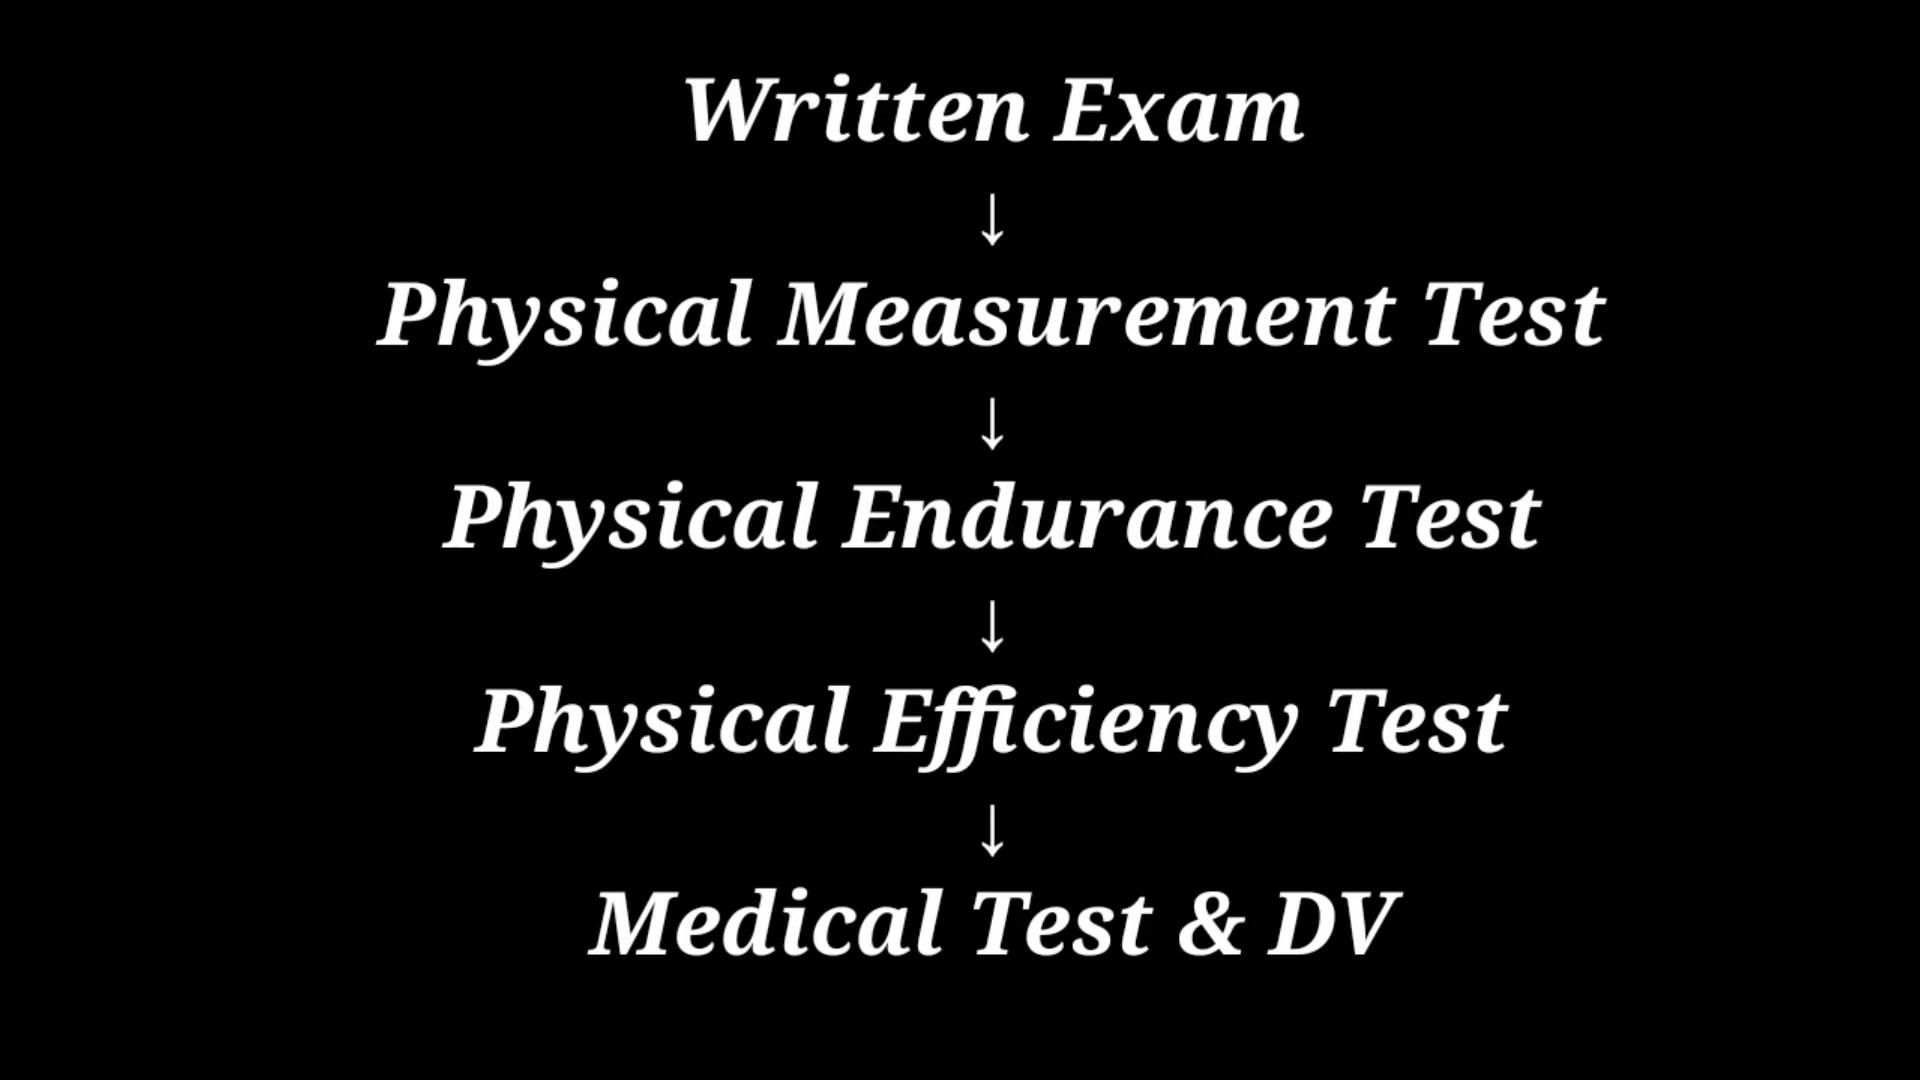 Written Exam
↓
Physical Measurement Test
↓
Physical Endurance Test
↓
Physical Efficiency Test
↓
Medical Test & DV